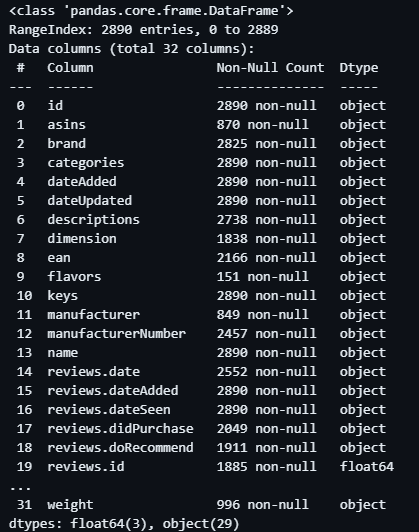 <class 'pandas.core.frame.DataFrame'>
RangeIndex: 2890 entries, 0 to 2889
Data columns (total 32 columns):
 #   Column               Non-Null Count  Dtype
---  ------               --------------  -----
 0   id                   2890 non-null   object
 1   asins                870 non-null    object
 2   brand                2825 non-null   object
 3   categories           2890 non-null   object
 4   dateAdded            2890 non-null   object
 5   dateUpdated          2890 non-null   object
 6   descriptions         2738 non-null   object
 7   dimension            1838 non-null   object
 8   ean                  2166 non-null   object
 9   flavors              151 non-null    object
 10  keys                 2890 non-null   object
 11  manufacturer         849 non-null    object
 12  manufacturerNumber   2457 non-null   object
 13  name                 2890 non-null   object
 14  reviews.date         2552 non-null   object
 15  reviews.dateAdded    2890 non-null   object
 16  reviews.dateSeen     2890 non-null   object
 17  reviews.didPurchase  2049 non-null   object
 18  reviews.doRecommend  1911 non-null   object
 19  reviews.id           1885 non-null   float64
...
 31  weight               996 non-null    object
dtypes: float64(3), object(29)